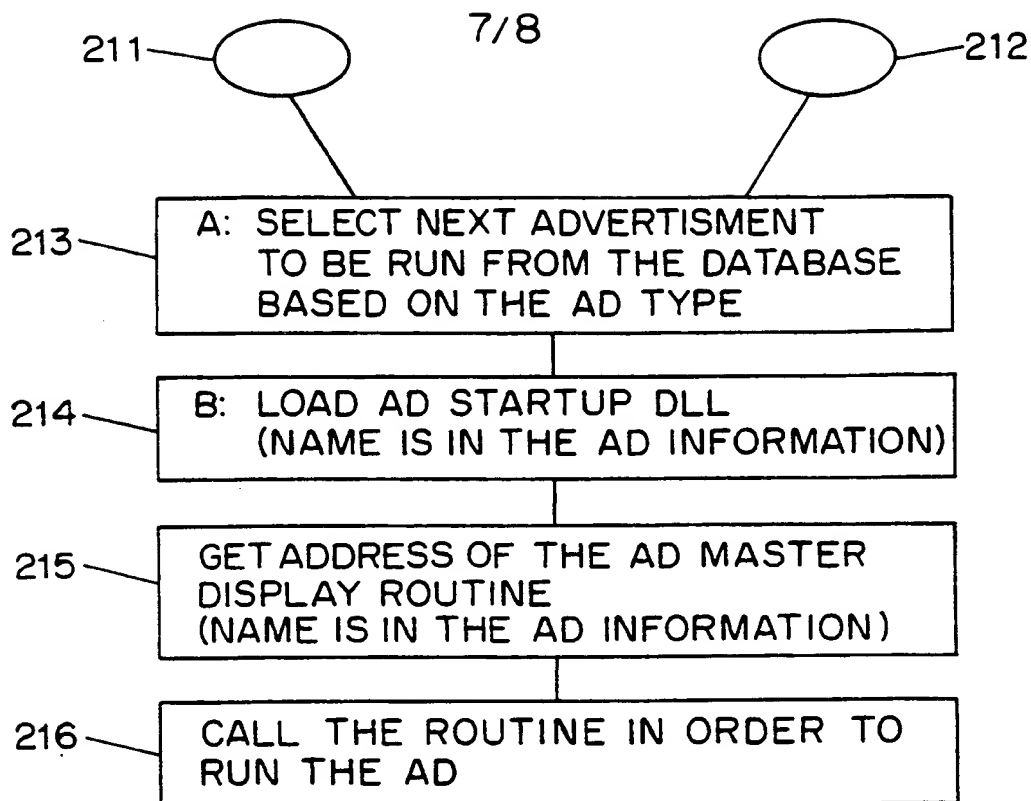 7/8
211
212
213
A: SELECT NEXT ADVERTISMENT
TO BE RUN FROM THE DATABASE
BASED ON THE AD TYPE
214
B: LOAD AD STARTUP DLL
(NAME IS IN THE AD INFORMATION)
215
GET ADDRESS OF THE AD MASTER
DISPLAY ROUTINE
(NAME IS IN THE AD INFORMATION)
216
CALL THE ROUTINE IN ORDER TO
RUN THE AD